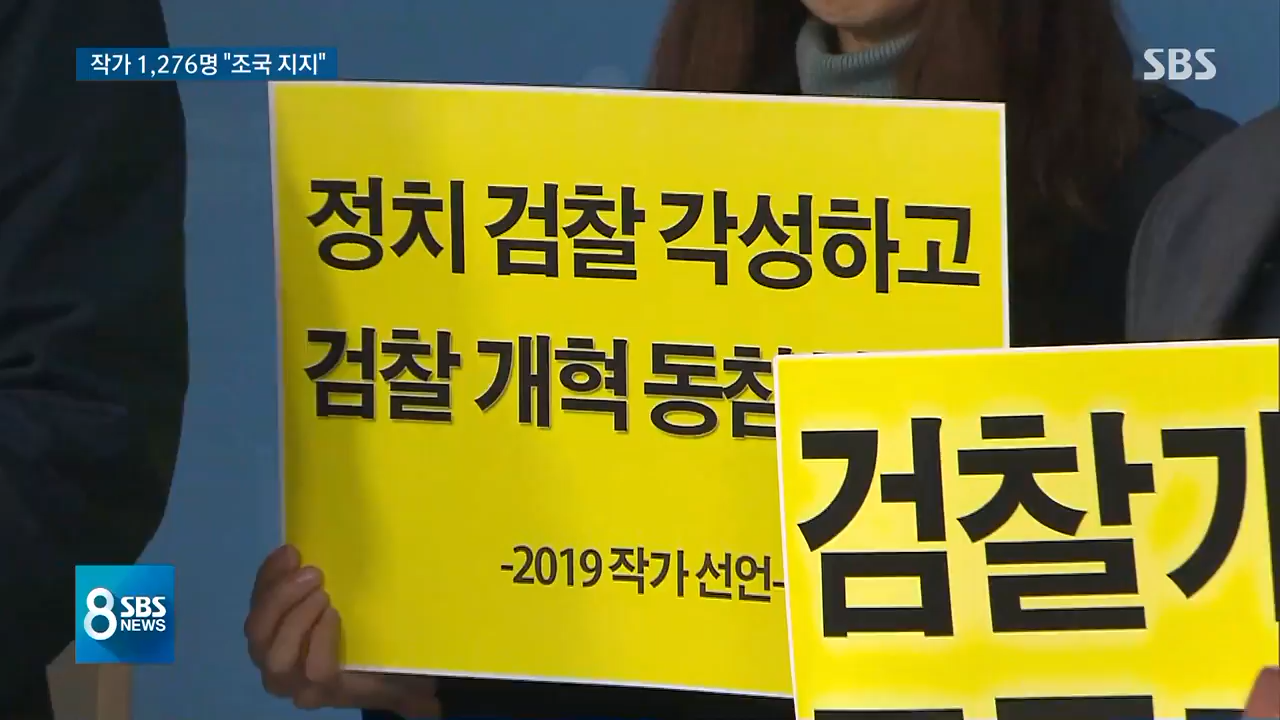 작가 1,276명 "조국 지지"
SBS
정치 검찰 각성하고
검찰 개혁 동참
-2019 작가 선언-
검찰개
8 SBS
NEWS